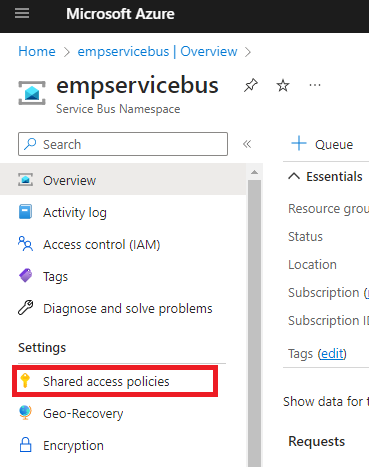 Microsoft Azure
Home > empservicebus | Overview >
empservicebus
Service Bus Namespace
Search
Overview
Activity log
Access control (IAM)
Tags
Diagnose and solve problems
Settings
Shared access policies
Geo-Recovery
Encryption
+ Queue
Essentials
Resource grou
Status
Location
Subscription (
Subscription ID
Tags (edit)
Show data for t
Requests